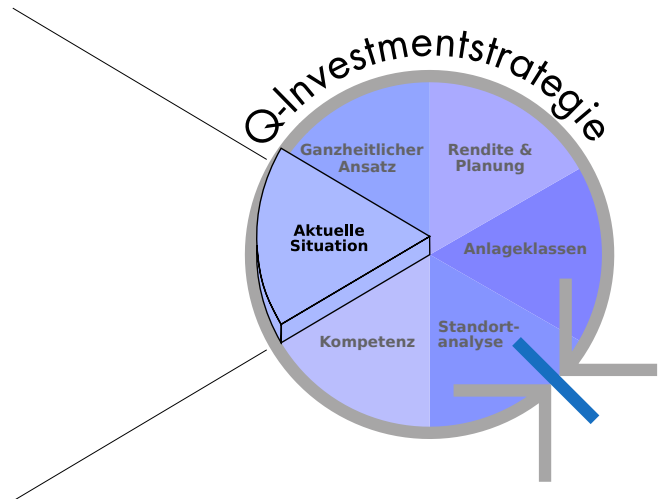 Q-Investmentstrategie
Ganzheitlicher
Ansatz
Rendite &
Planung
Aktuelle
Situation
Anlageklassen
Kompetenz
Standort-
analyse